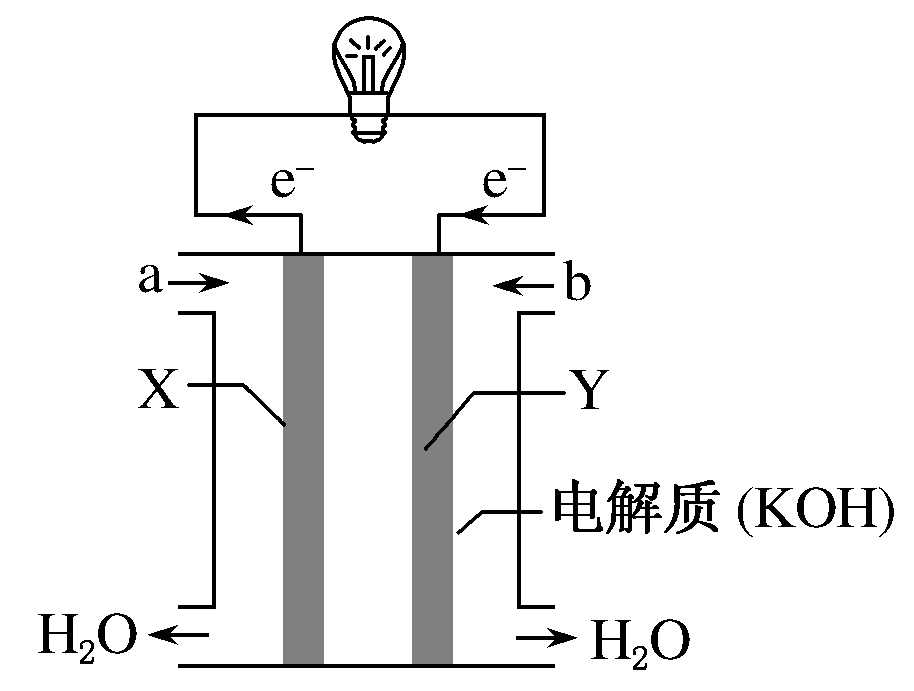 e⁻ e⁻
a b
X Y
电解质 (KOH)
H₂O H₂O